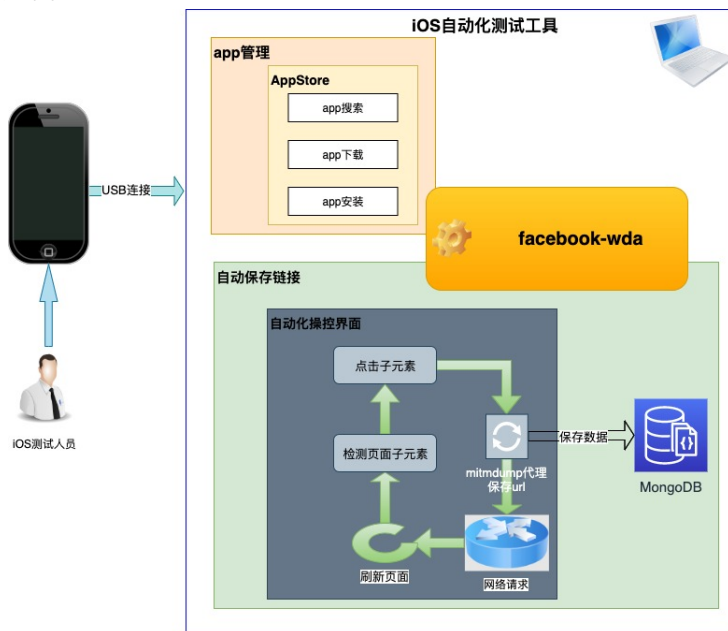 iOS自动化测试工具
app管理
AppStore
app搜索
app下载
app安装
USB连接
facebook-wda
自动保存链接
自动化操控界面
点击子元素
检测页面子元素
mitmdump代理
保存url
保存数据
MongoDB
刷新页面
网络请求
iOS测试人员